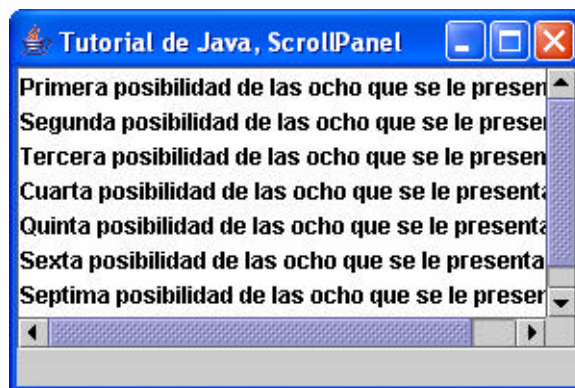 Tutorial de Java, ScrollPanel
Primera posibilidad de las ocho que se le presen
Segunda posibilidad de las ocho que se le preser
Tercera posibilidad de las ocho que se le presen
Cuarta posibilidad de las ocho que se le presenta
Quinta posibilidad de las ocho que se le presenta
Sexta posibilidad de las ocho que se le presenta
Septima posibilidad de las ocho que se le preser